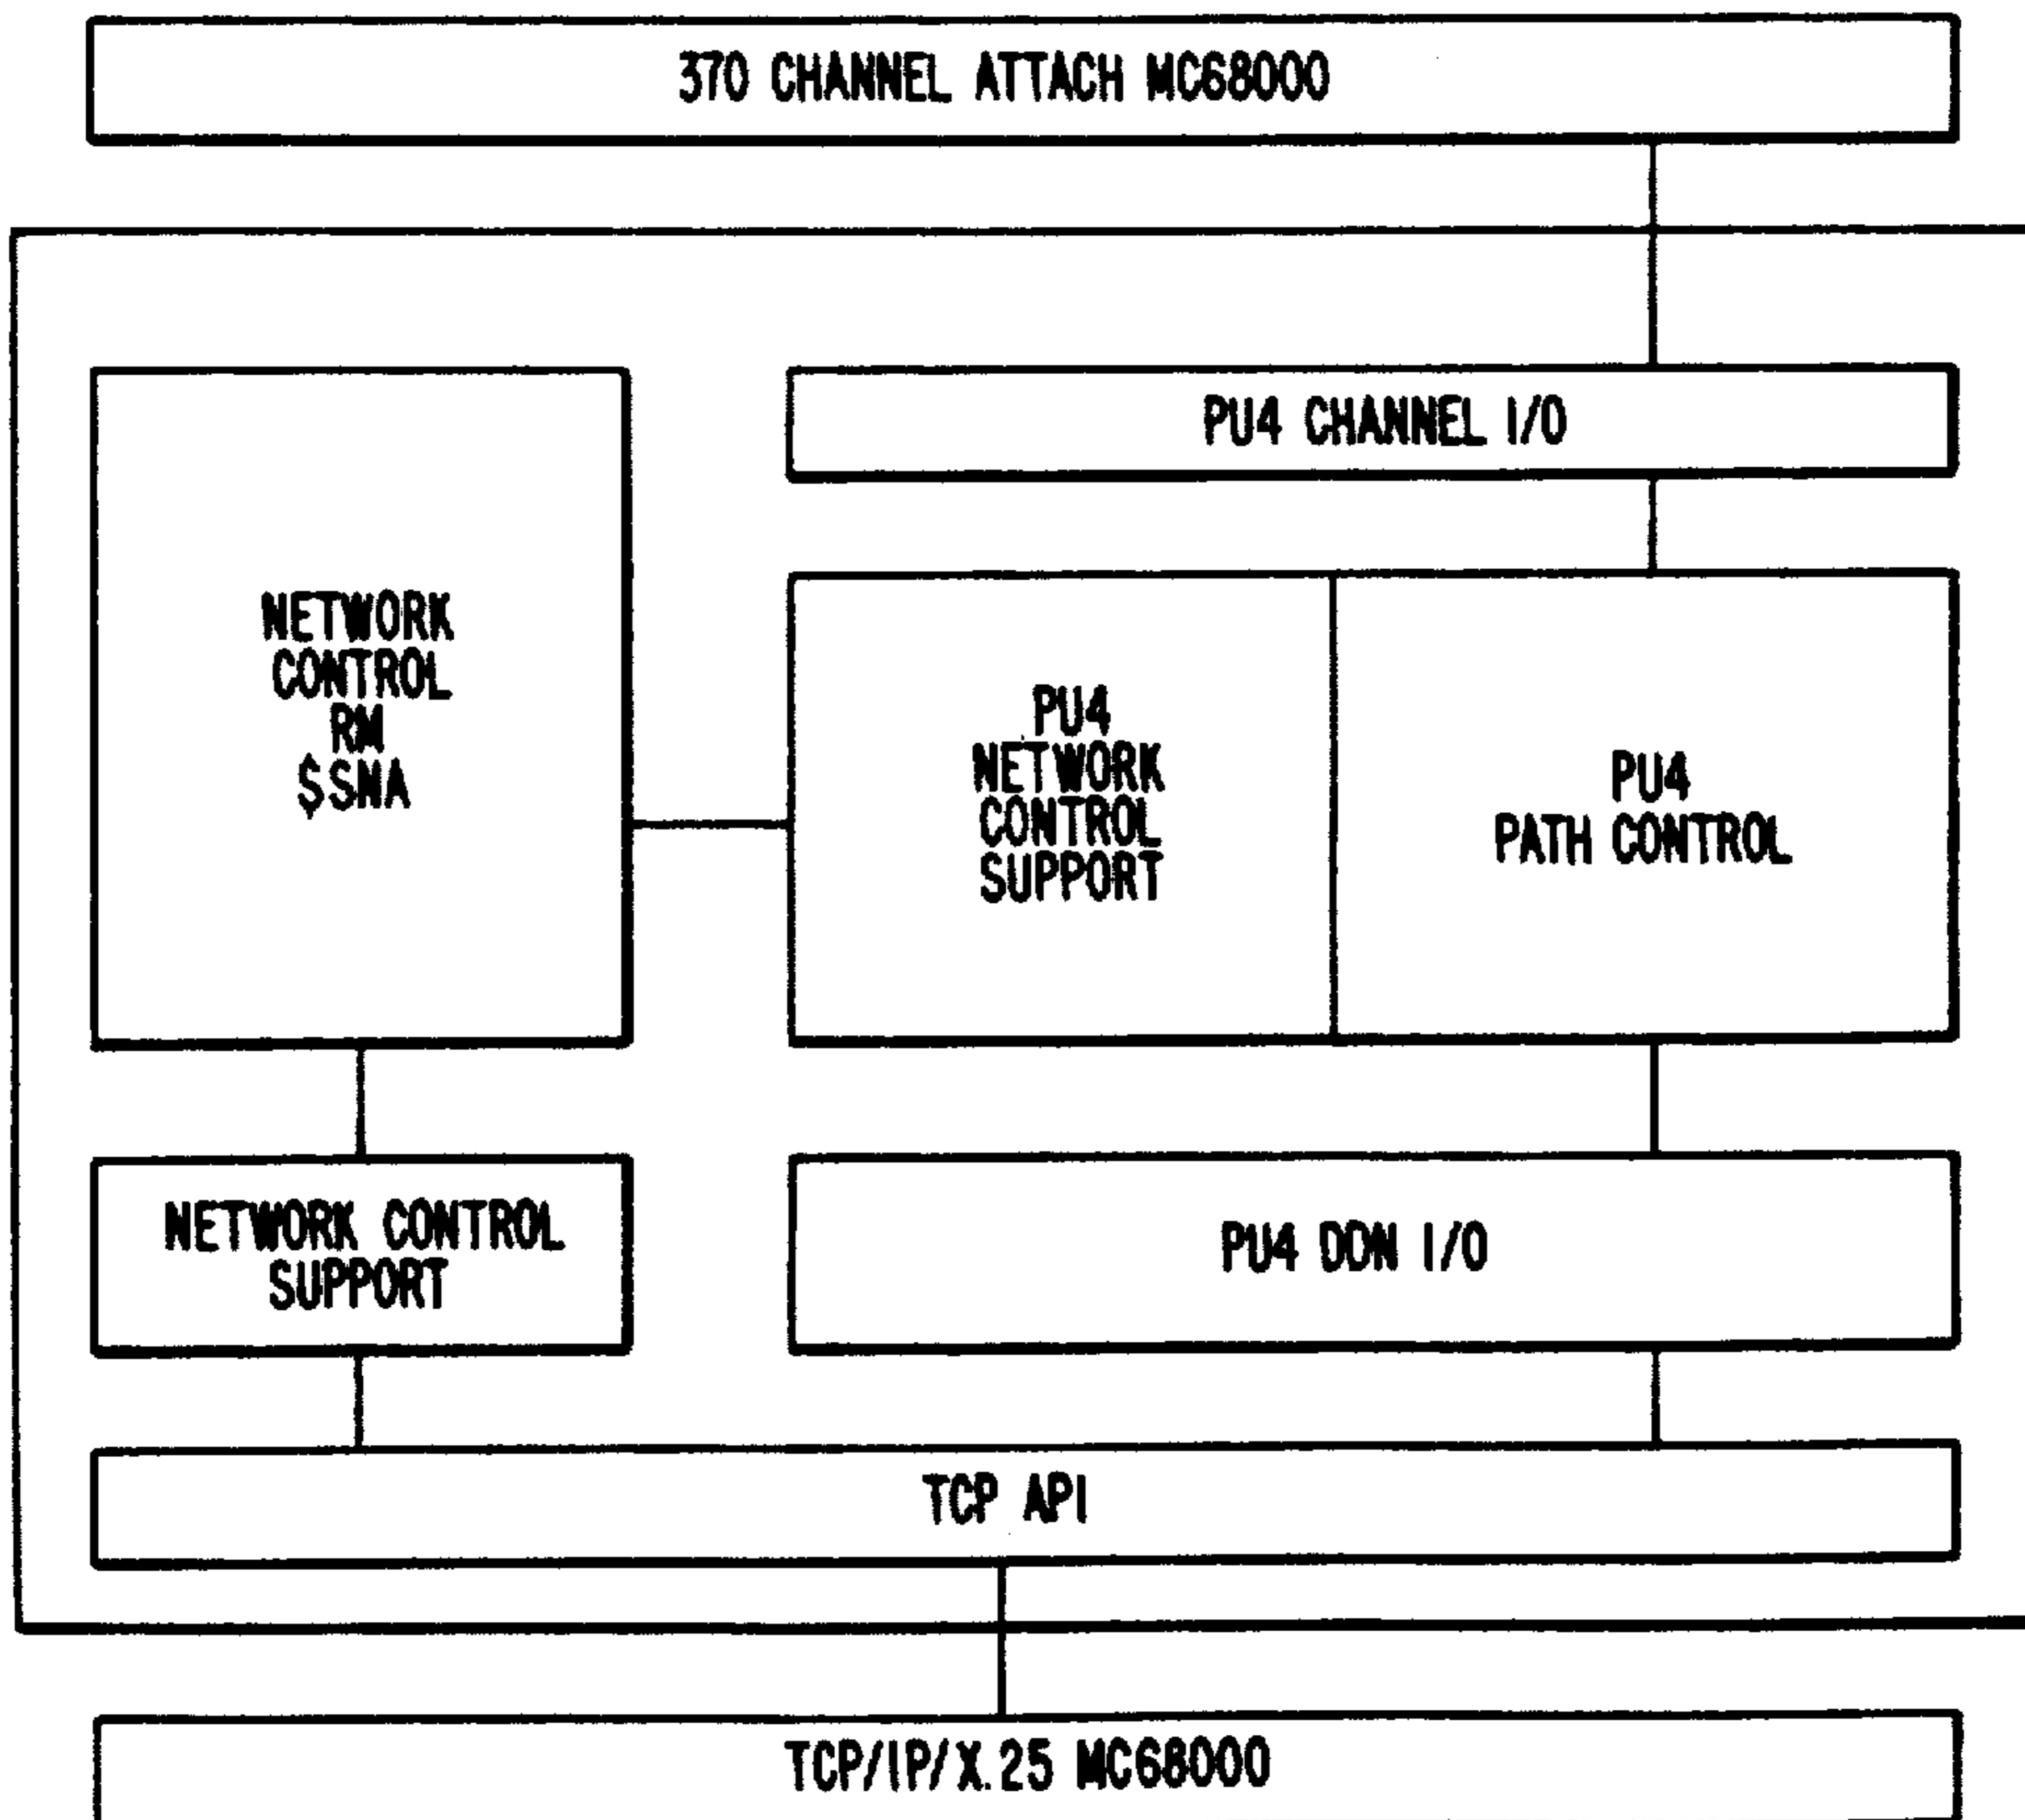 370 CHANNEL ATTACH MC68000
PU4 CHANNEL I/O
NETWORK
CONTROL
RM
$SNA
PU4
NETWORK
CONTROL
SUPPORT
PU4
PATH CONTROL
NETWORK CONTROL
SUPPORT
PU4 DDN I/O
TCP API
TCP/IP/X.25 MC68000